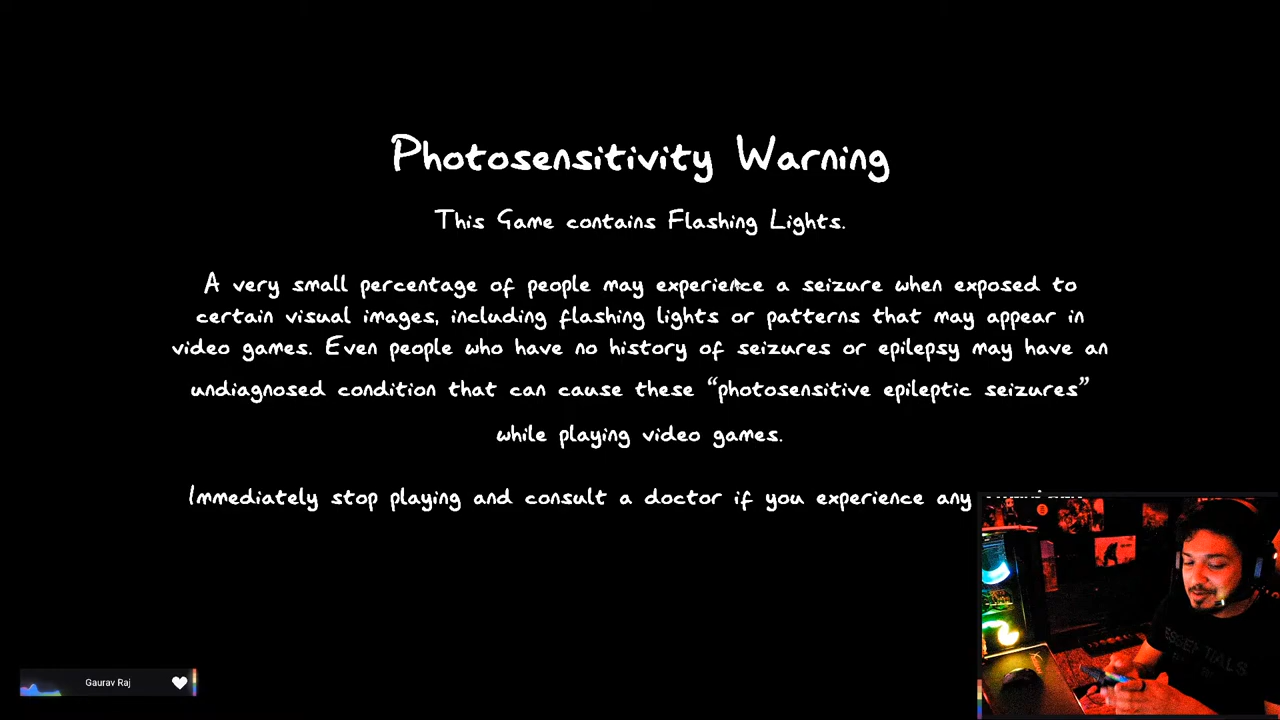 Photosensitivity Warning
This Game contains Flashing Lights.
A very small percentage of people may experience a seizure when exposed to
certain visual images, including flashing lights or patterns that may appear in
video games. Even people who have no history of seizures or epilepsy may have an
undiagnosed condition that can cause these “photosensitive epileptic seizures”
while playing video games.
Immediately stop playing and consult a doctor if you experience any
ESSENTIALS
Gaurav Raj